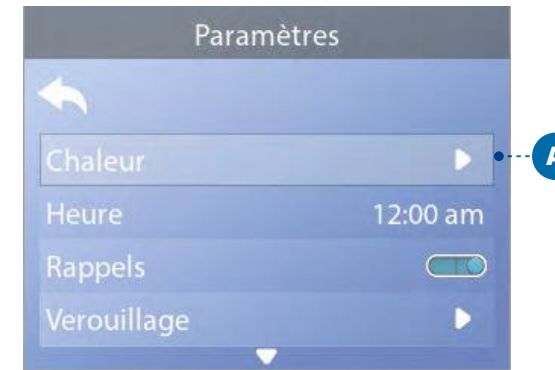 Paramètres
Chaleur
A
Heure 12:00 am
Rappels
Verouillage